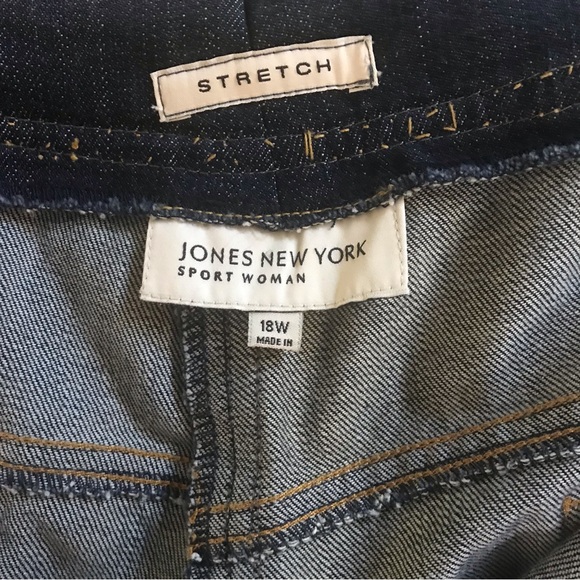 STRETCH
JONES NEW YORK
SPORT WOMAN
18W
MADE IN